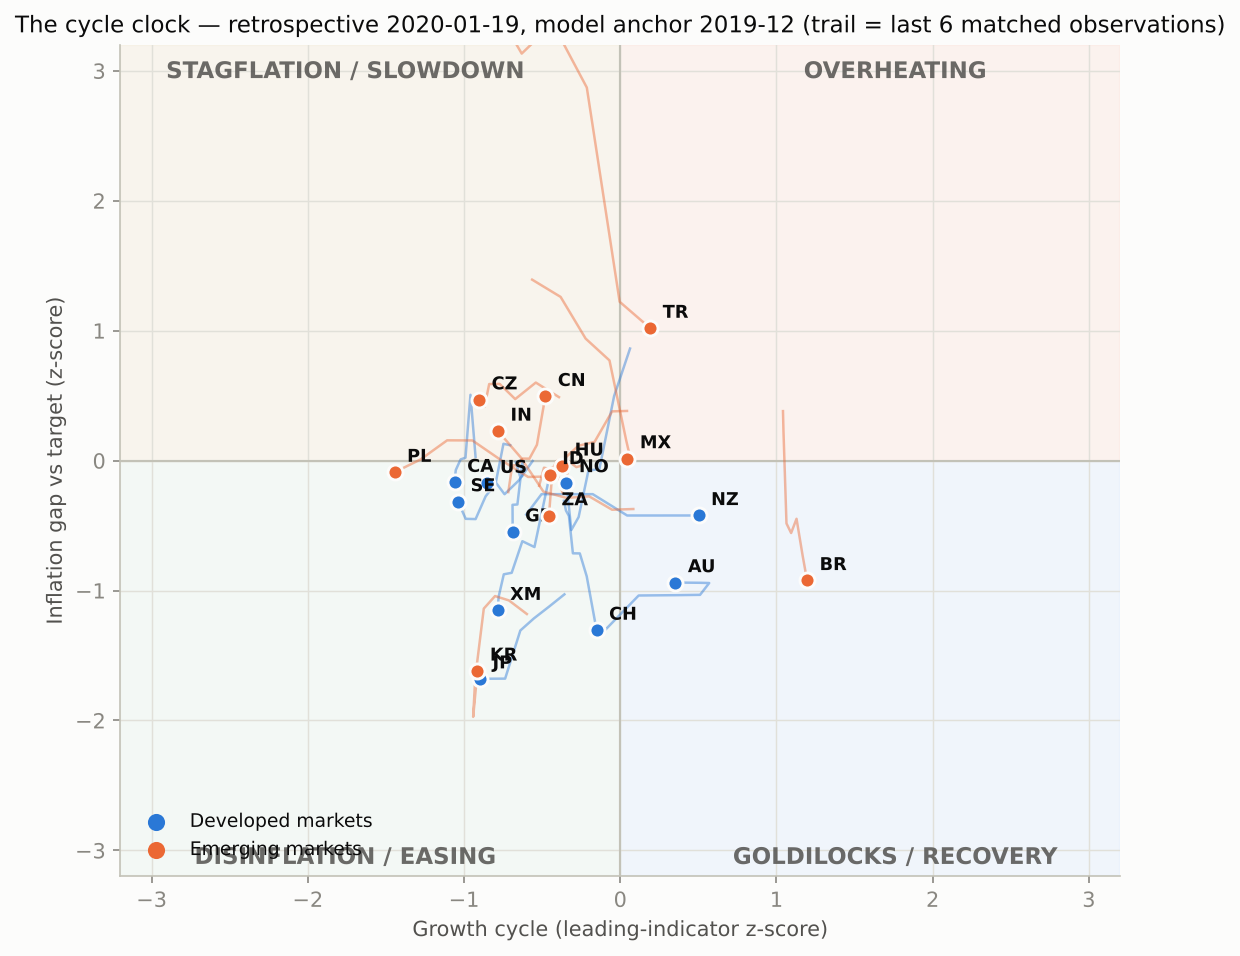 The cycle clock — retrospective 2020-01-19, model anchor 2019-12 (trail = last 6 matched observations)
STAGFLATION / SLOWDOWN
OVERHEATING
3
2
1
0
−1
−2
−3
Inflation gap vs target (z-score)
TR
CZ
CN
IN
MX
HU
PL
ID
CA
US
NO
SE
ZA
NZ
G
AU
BR
XM
CH
KR
JP
Developed markets
Emerging markets
DISINFLATION / EASING
GOLDILOCKS / RECOVERY
−3
−2
−1
0
1
2
3
Growth cycle (leading-indicator z-score)